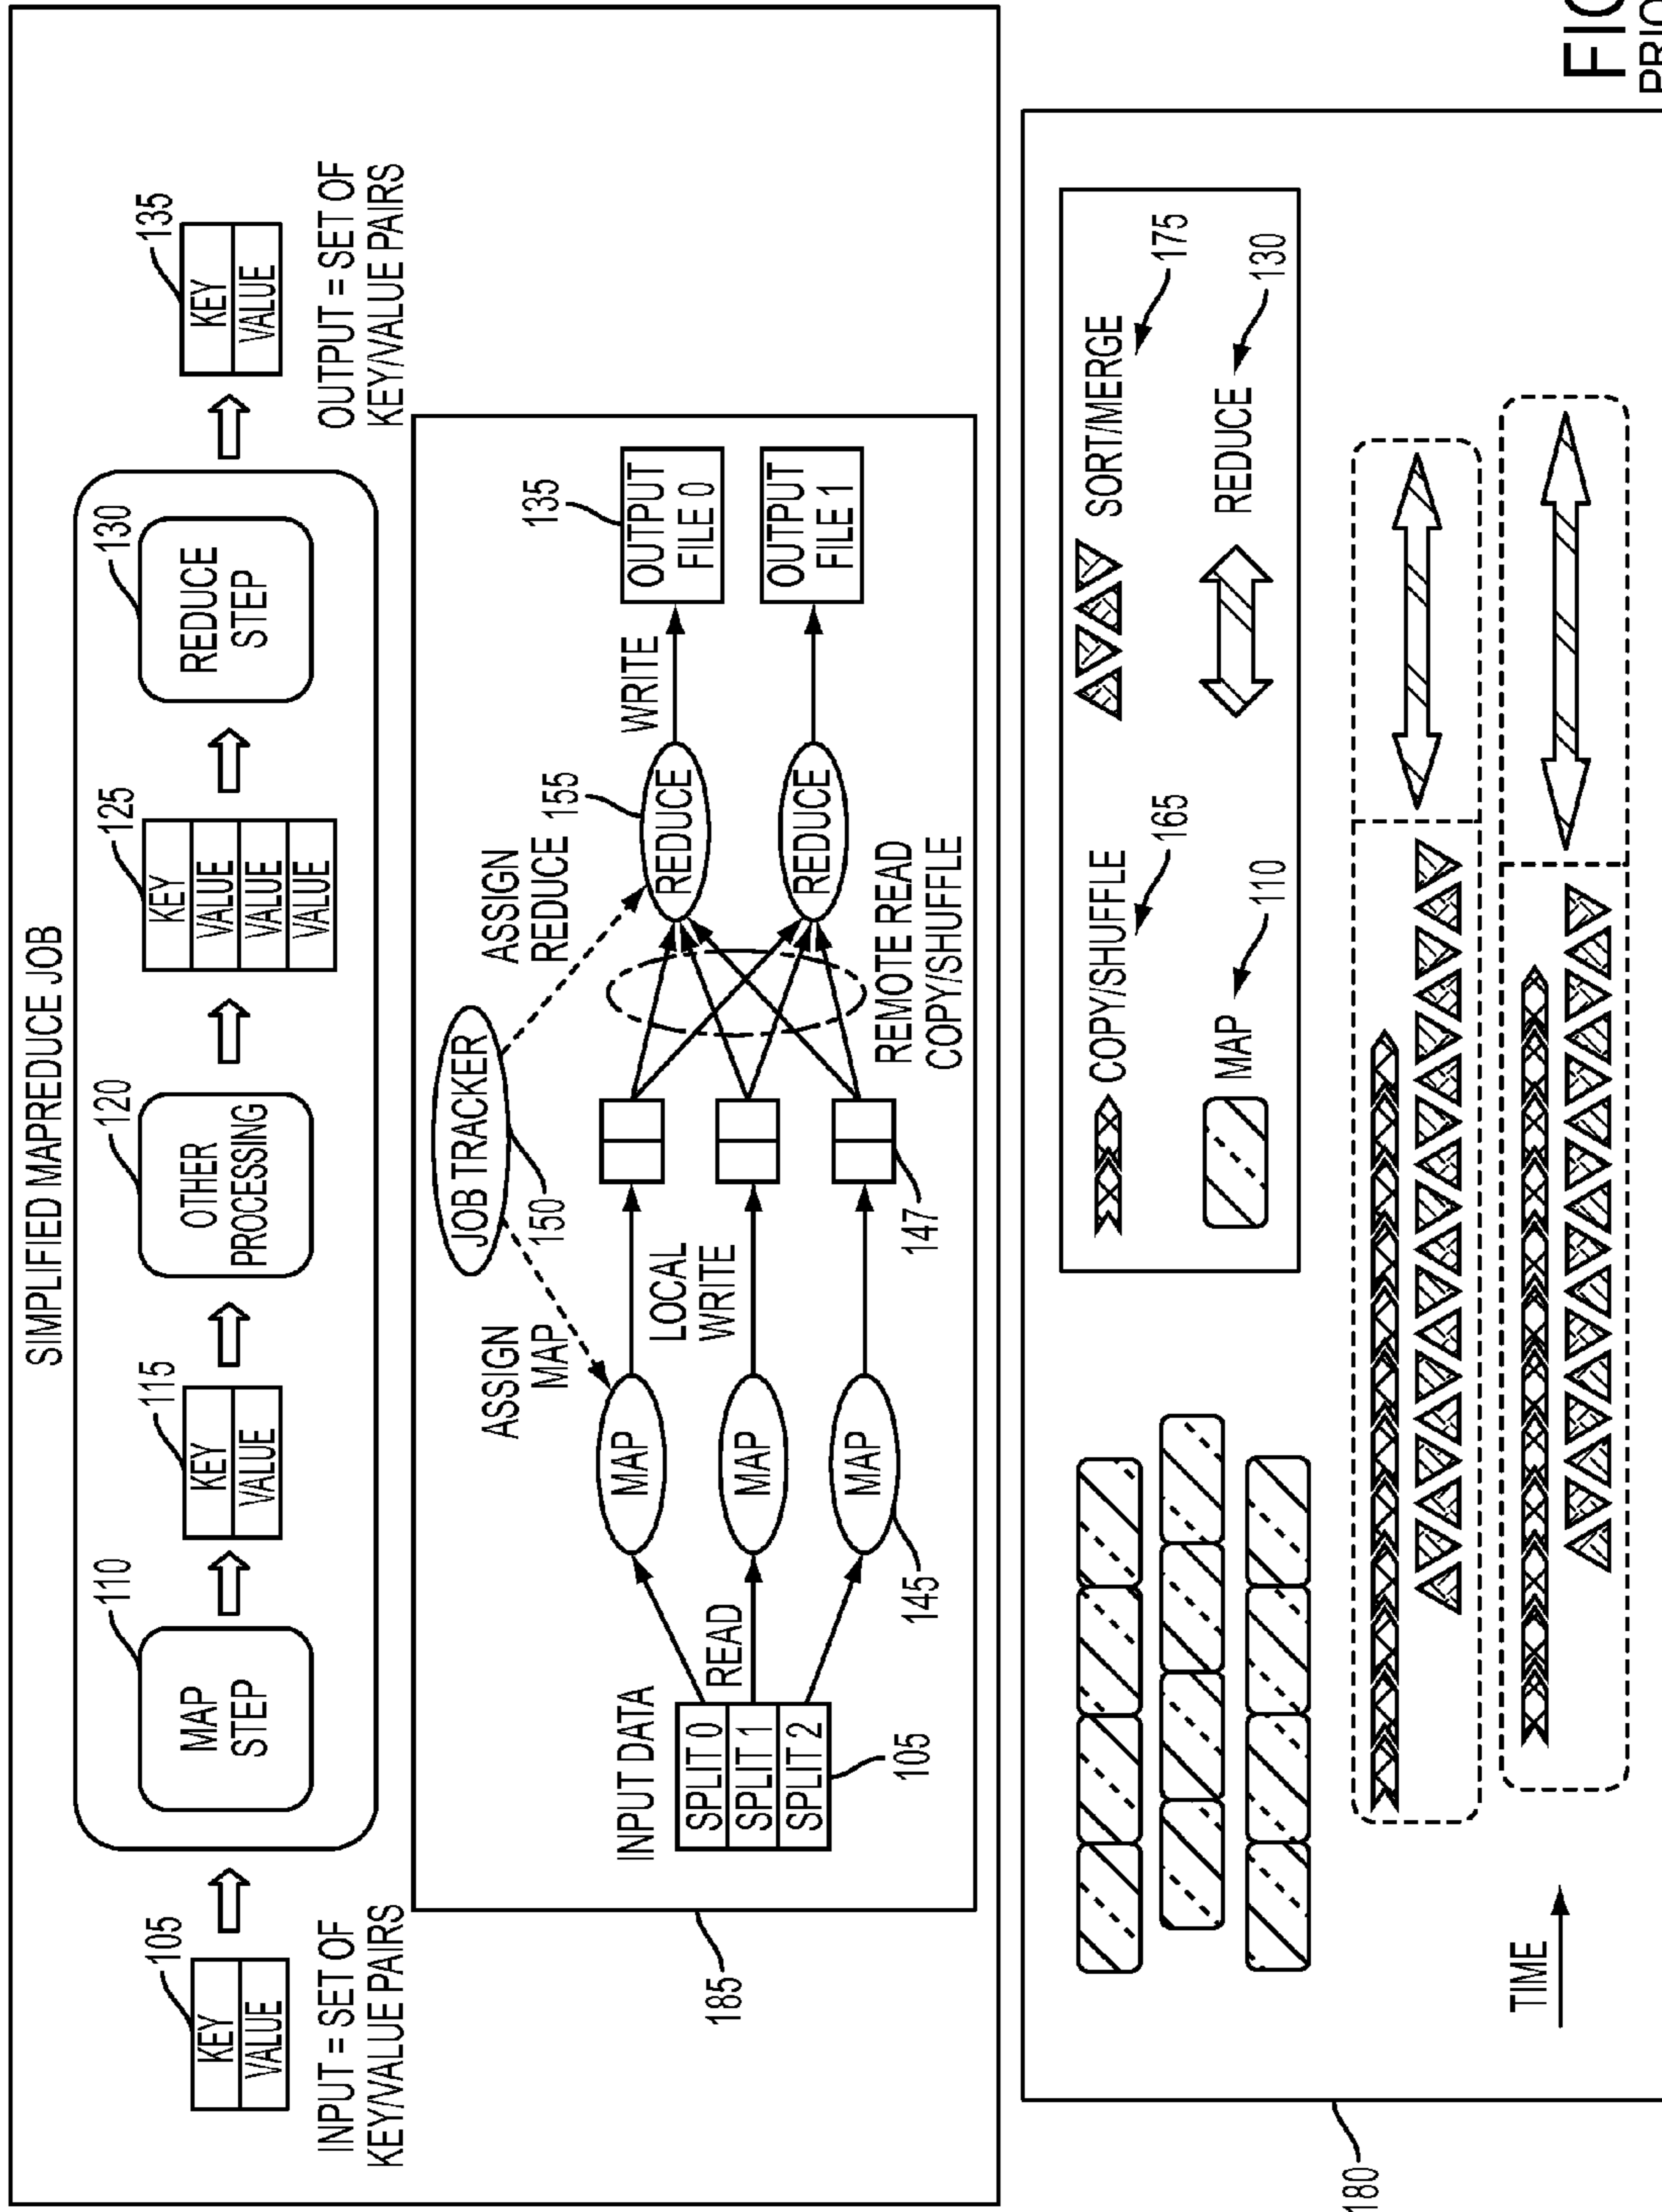 SIMPLIFIED MAPREDUCE JOB
105
KEY
VALUE
INPUT = SET OF
KEY/VALUE PAIRS
110
MAP
STEP
115
KEY
VALUE
120
OTHER
PROCESSING
125
KEY
VALUE
VALUE
VALUE
130
REDUCE
STEP
135
KEY
VALUE
OUTPUT = SET OF
KEY/VALUE PAIRS
185
JOB TRACKER
150
ASSIGN
MAP
ASSIGN
REDUCE
155
INPUT DATA
SPLIT 0
SPLIT 1
SPLIT 2
105
READ
MAP
MAP
MAP
145
LOCAL
WRITE
147
REDUCE
REDUCE
REMOTE READ
COPY/SHUFFLE
WRITE
135
OUTPUT
FILE 0
OUTPUT
FILE 1
180
COPY/SHUFFLE
165
SORT/MERGE
175
MAP
110
REDUCE
130
TIME